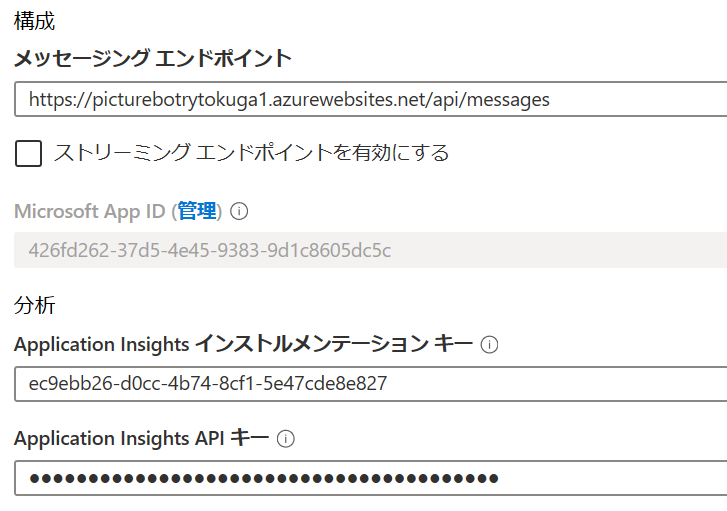 構成
メッセージング エンドポイント
https://picturebotrytokuga1.azurewebsites.net/api/messages
ストリーミング エンドポイントを有効にする
Microsoft App ID (管理)
426fd262-37d5-4e45-9383-9d1c8605dc5c
分析
Application Insights インストルメンテーション キー
ec9ebb26-d0cc-4b74-8cf1-5e47cde8e827
Application Insights API キー
●●●●●●●●●●●●●●●●●●●●●●●●●●●●●●●●●●●●●●●●